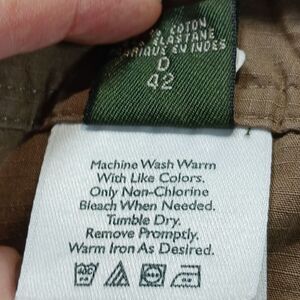 COTON
ELASTANE
FABRIQUE EN INDES
D
42
Machine Wash Warm
With Like Colors.
Only Non-Chlorine
Bleach When Needed.
Tumble Dry.
Remove Promptly.
Warm Iron As Desired.
40C